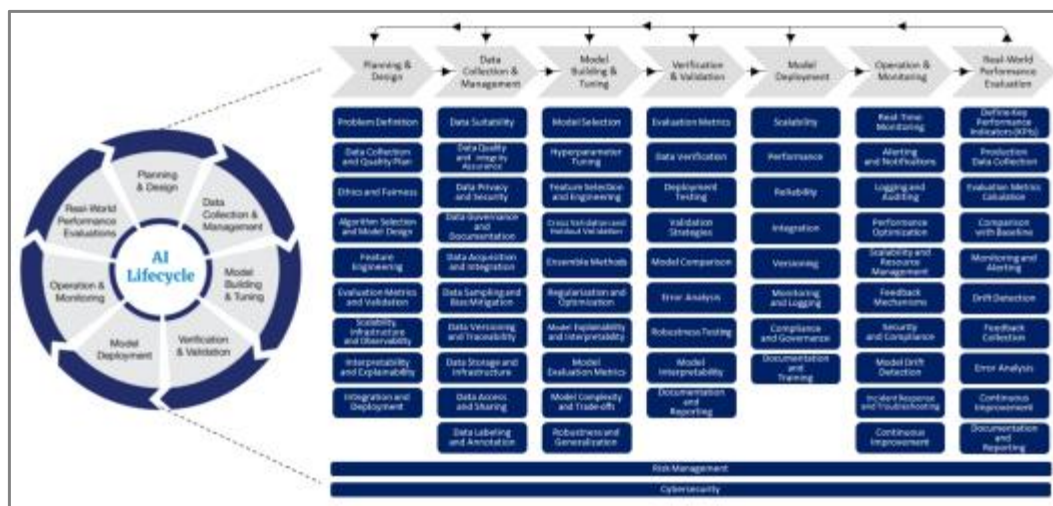 Planning &
Design
Data
Collection &
Management
Model
Building &
Tuning
Verification
& Validation
Model
Deployment
Operation &
Monitoring
Real-World
Performance
Evaluation
Planning
& Design
Data
Collection &
Management
Model
Building
& Tuning
Verification
& Validation
Model
Deployment
Operation &
Monitoring
Real-World
Performance
Evaluations
AI
Lifecycle
Problem Definition
Data Collection
and Quality Plan
Ethics and Fairness
Algorithm Selection
and Model Design
Feature
Engineering
Evaluation Metrics
and Validation
Scalability,
Infrastructure
and Observability
Interpretability
and Explainability
Integration and
Deployment
Data Suitability
Data Quality
and Integrity
Assurance
Data Privacy
and Security
Data Governance
and
Documentation
Data Acquisition
and Integration
Data Sampling and
Bias Mitigation
Data Versioning
and Traceability
Data Storage and
Infrastructure
Data Access
and Sharing
Data Labeling
and Annotation
Model Selection
Hyperparameter
Tuning
Feature Selection
and Engineering
Cross Validation and
Holdout Validation
Ensemble Methods
Regularization and
Optimization
Model Explainability
and Interpretability
Model
Evaluation Metrics
Model Complexity
and Trade-offs
Robustness and
Generalization
Evaluation Metrics
Data Verification
Deployment
Testing
Validation
Strategies
Model Comparison
Error Analysis
Robustness Testing
Model
Interpretability
Documentation
and
Reporting
Scalability
Performance
Reliability
Integration
Versioning
Monitoring
and Logging
Compliance
and Governance
Documentation
and
Training
Real-Time
Monitoring
Alerting
and Notifications
Logging and
Auditing
Performance
Optimization
Scalability and
Resource
Management
Feedback
Mechanisms
Security
and Compliance
Model Drift
Detection
Incident Response
and Troubleshooting
Continuous
Improvement
Define Key
Performance
Indicators (KPIs)
Production
Data Collection
Evaluation Metrics
Calculation
Comparison
with Baseline
Monitoring and
Alerting
Drift Detection
Feedback
Collection
Error Analysis
Continuous
Improvement
Documentation
and
Reporting
Risk Management
Cybersecurity